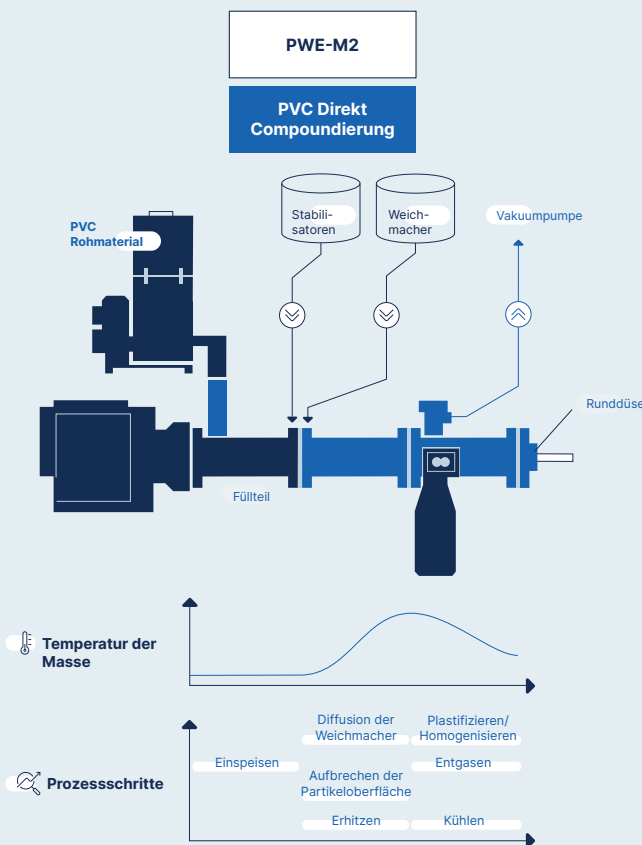 PWE-M2
PVC Direkt
Compoundierung
Stabili-
satoren
Weich-
macher
Vakuumpumpe
PVC
Rohmaterial
Runddüse
Füllteil
Temperatur der
Masse
Prozessschritte
Einspeisen
Diffusion der
Weichmacher
Aufbrechen der
Partikeloberfläche
Erhitzen
Plastifizieren/
Homogenisieren
Entgasen
Kühlen